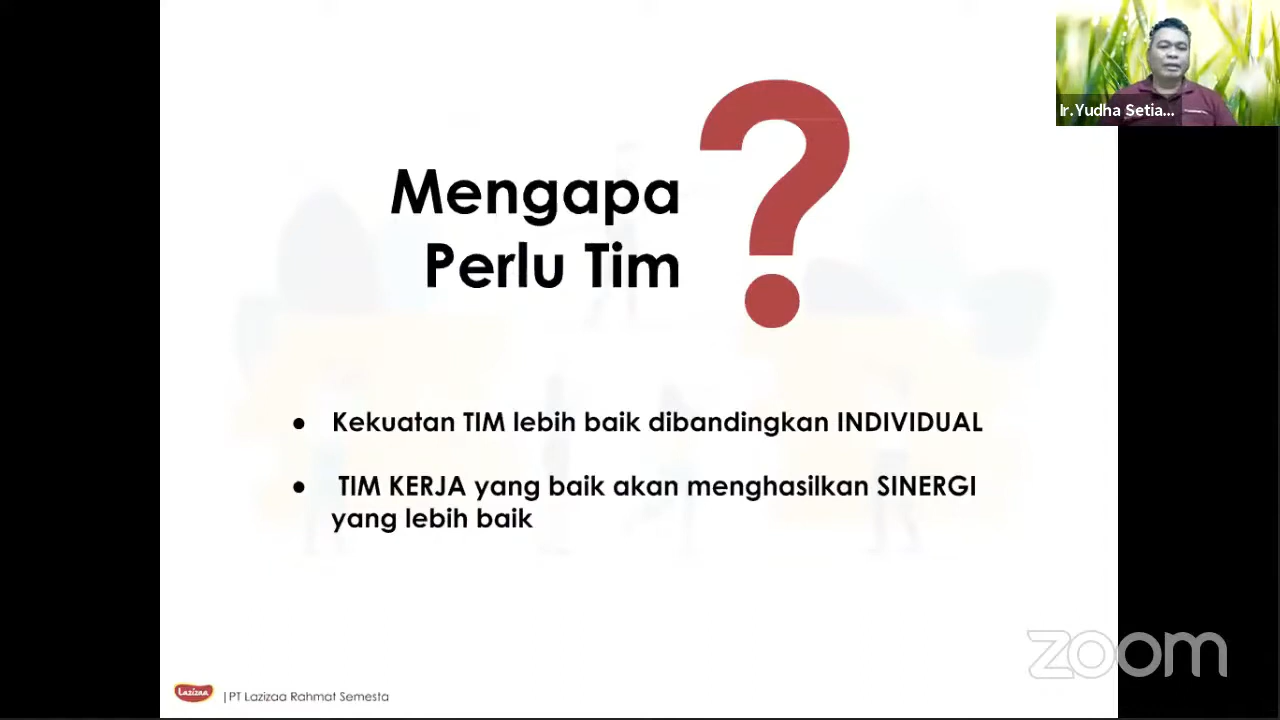 Ir.Yudha Setia...
Mengapa
Perlu Tim
?
● Kekuatan TIM lebih baik dibandingkan INDIVIDUAL
● TIM KERJA yang baik akan menghasilkan SINERGI
yang lebih baik
Lazizaa
|PT Lazizaa Rahmat Semesta
zoom